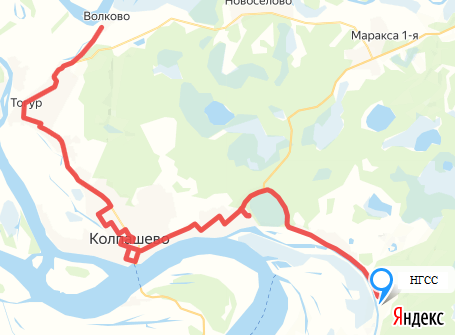 Новоселово
Волково
Маракса 1-я
Тогур
Колпашево
НГСС
Яндекс